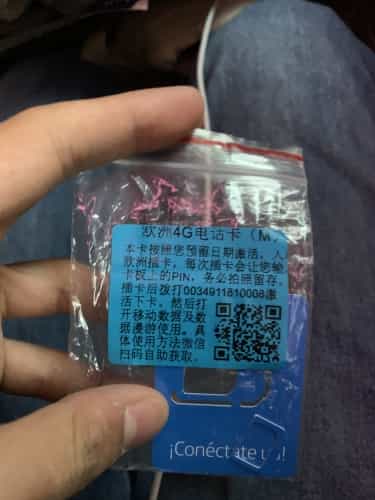 欧洲4G电话卡（M）
本卡按照您预留日期激活，入
欧洲插卡，每次插卡会让您输
卡板上的PIN，务必拍照留存。
插卡后拨打0034911810008激
活下卡。然后打
开移动数据及数
据漫游使用。具
体使用方法微信
扫码自助获取。
¡Conéctate